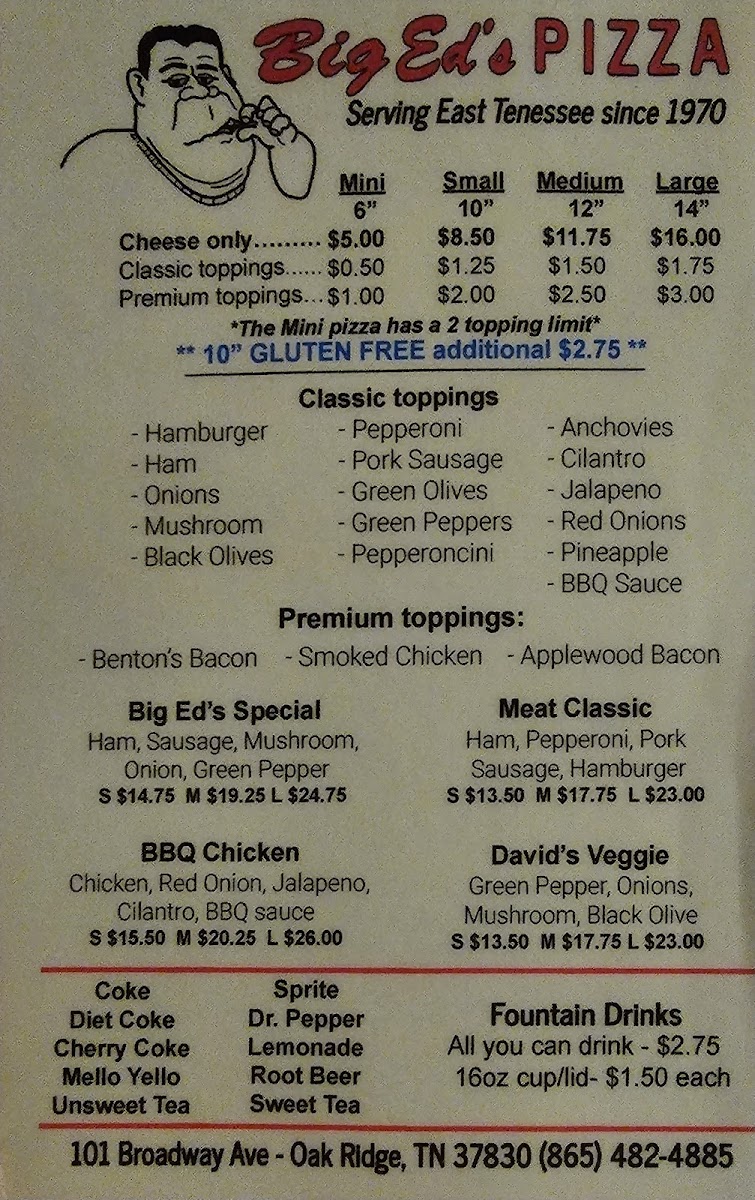 Big Ed's PIZZA
Serving East Tenessee since 1970
Mini Small Medium Large
6” 10” 12” 14”
Cheese only......... $5.00 $8.50 $11.75 $16.00
Classic toppings...... $0.50 $1.25 $1.50 $1.75
Premium toppings... $1.00 $2.00 $2.50 $3.00
*The Mini pizza has a 2 topping limit*
** 10” GLUTEN FREE additional $2.75 **
Classic toppings
- Hamburger - Pepperoni - Anchovies
- Ham - Pork Sausage - Cilantro
- Onions - Green Olives - Jalapeno
- Mushroom - Green Peppers - Red Onions
- Black Olives - Pepperoncini - Pineapple
- BBQ Sauce
Premium toppings:
- Benton's Bacon - Smoked Chicken - Applewood Bacon
Big Ed's Special
Ham, Sausage, Mushroom,
Onion, Green Pepper
S $14.75 M $19.25 L $24.75
Meat Classic
Ham, Pepperoni, Pork
Sausage, Hamburger
S $13.50 M $17.75 L $23.00
BBQ Chicken
Chicken, Red Onion, Jalapeno,
Cilantro, BBQ sauce
S $15.50 M $20.25 L $26.00
David's Veggie
Green Pepper, Onions,
Mushroom, Black Olive
S $13.50 M $17.75 L $23.00
Coke Sprite
Diet Coke Dr. Pepper
Cherry Coke Lemonade
Mello Yello Root Beer
Unsweet Tea Sweet Tea
Fountain Drinks
All you can drink - $2.75
16oz cup/lid- $1.50 each
101 Broadway Ave - Oak Ridge, TN 37830 (865) 482-4885